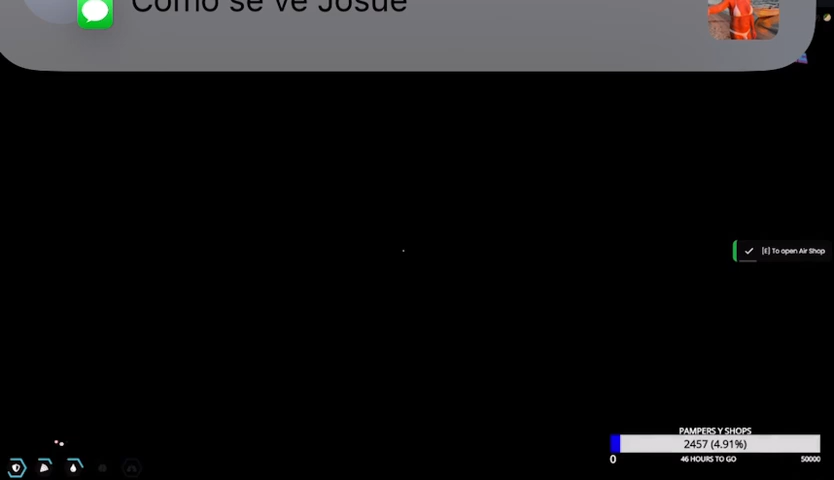 Como se ve Josue
[E] To open Air Shop
PAMPERS Y SHOPS
2457 (4.91%)
0
46 HOURS TO GO
50000